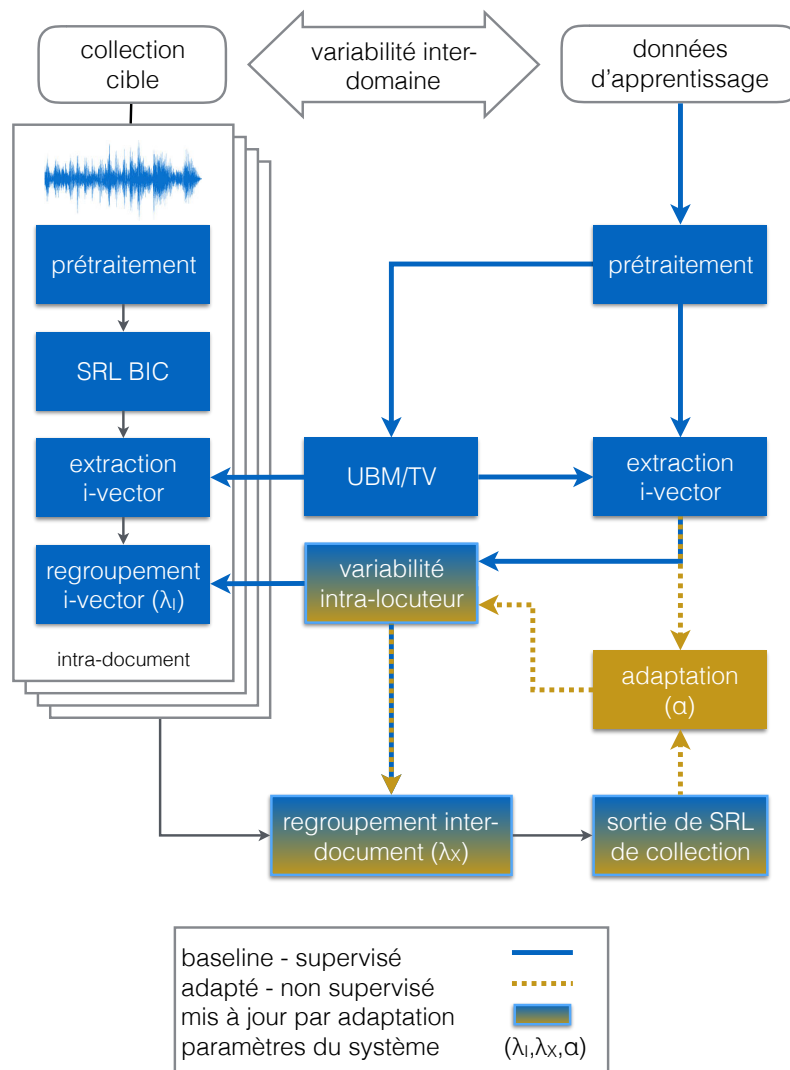 collection
cible
variabilité inter-
domaine
données
d'apprentissage
prétraitement
prétraitement
SRL BIC
extraction
i-vector
UBM/TV
extraction
i-vector
regroupement
i-vector (λI)
variabilité
intra-locuteur
intra-document
adaptation
(α)
regroupement inter-
document (λX)
sortie de SRL
de collection
baseline - supervisé
adapté - non supervisé
mis à jour par adaptation
paramètres du système (λI,λX,α)